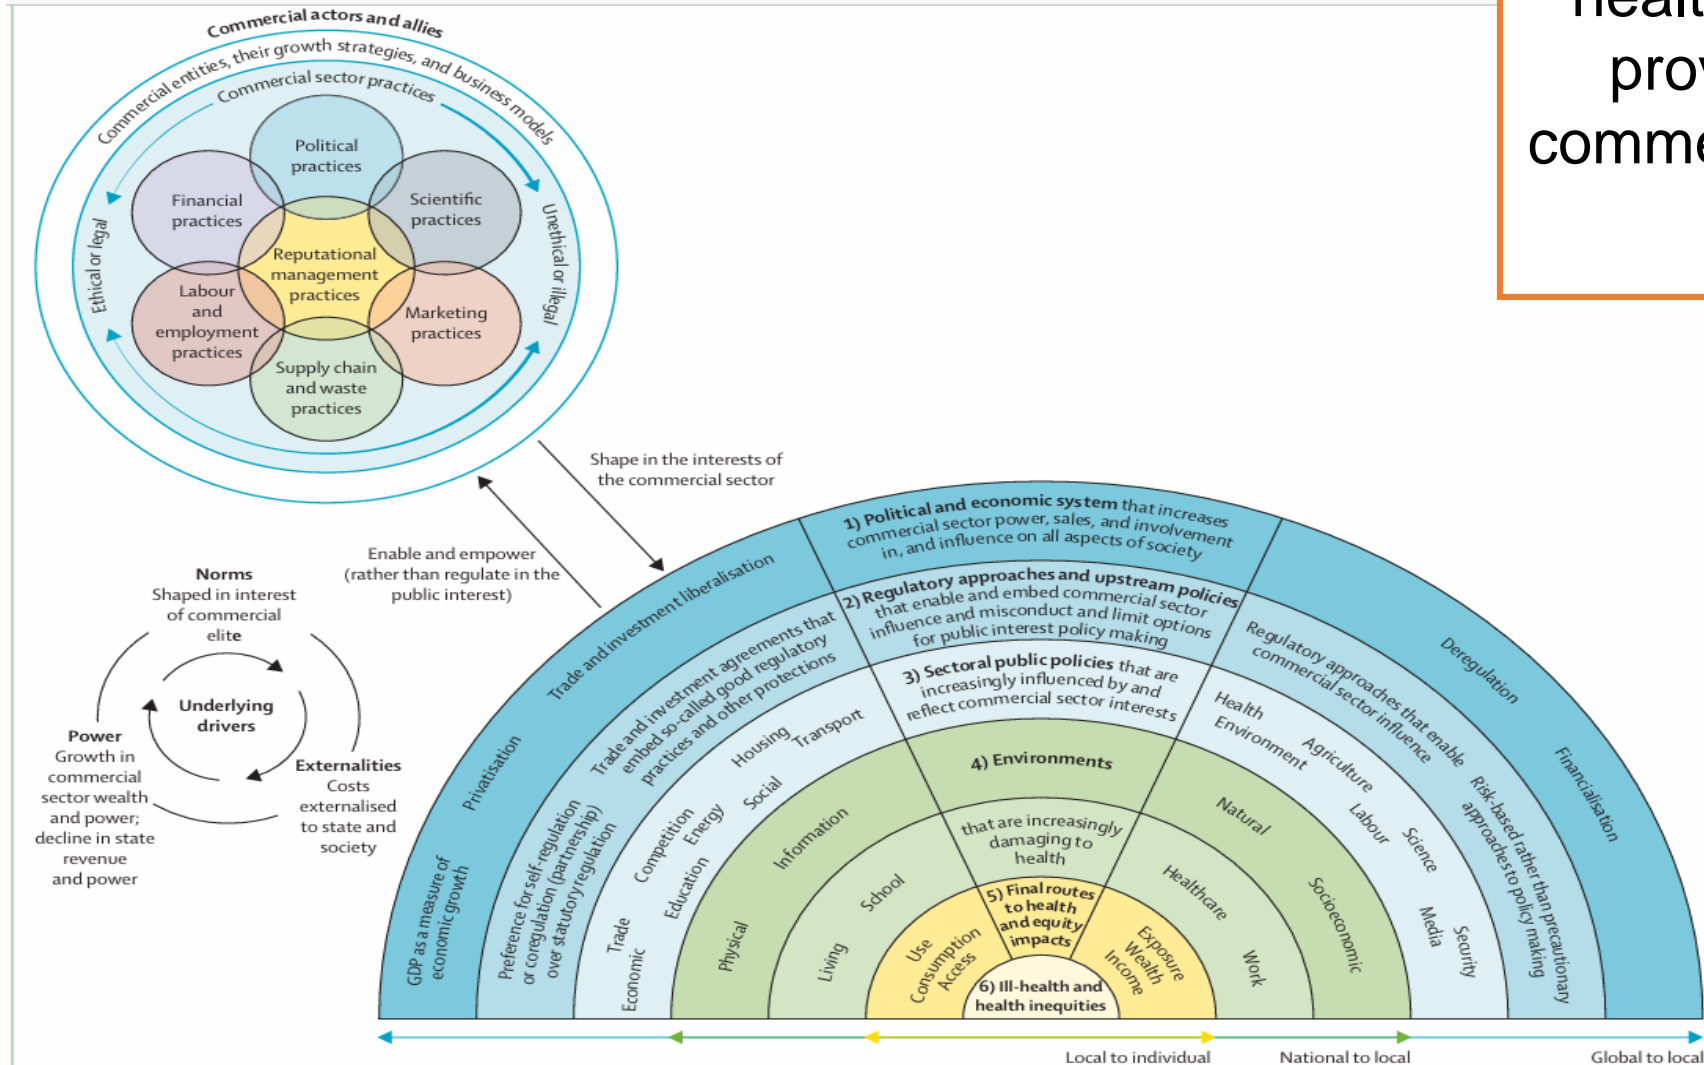 Commercial actors and allies
Commercial entities, their growth strategies, and business models
Commercial sector practices
Political
practices
Financial
practices
Scientific
practices
Reputational
management
practices
Labour
and
employment
practices
Marketing
practices
Supply chain
and waste
practices
Ethical or legal
Unethical or illegal
Shape in the interests of
the commercial sector
Enable and empower
(rather than regulate in the
public interest)
Norms
Shaped in interest
of commercial
elite
Underlying
drivers
Power
Growth in
commercial
sector wealth
and power;
decline in state
revenue
and power
Externalities
Costs
externalised
to state and
society
1) Political and economic system that increases
commercial sector power, sales, and involvement
in, and influence on all aspects of society
GDP as a measure of
economic growth
Privatisation
Trade and investment liberalisation
Deregulation
Financialisation
2) Regulatory approaches and upstream policies
that enable and embed commercial sector
influence and misconduct and limit options
for public interest policy making
Preference for self-regulation
or coregulation (partnership)
over statutory regulation
Trade and investment agreements that
embed so-called good regulatory
practices and other protections
Regulatory approaches that enable
commercial sector influence
Risk-based rather than precautionary
approaches to policy making
3) Sectoral public policies that are
increasingly influenced by and
reflect commercial sector interests
Economic
Trade
Education
Competition
Energy
Social
Housing
Transport
Health
Environment
Agriculture
Labour
Science
Media
Security
4) Environments
Physical
Information
Natural
Socioeconomic
that are increasingly
damaging to
health
Living
School
Healthcare
Work
5) Final routes
to health
and equity
impacts
Use
Consumption
Access
Exposure
Wealth
Income
6) Ill-health and
health inequities
Local to individual
National to local
Global to local